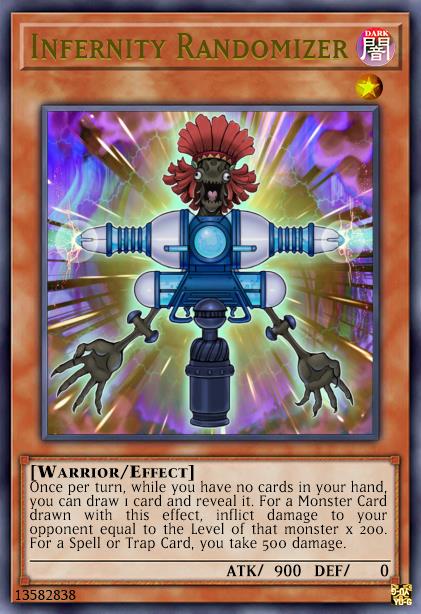 INFERNITY RANDOMIZER
DARK
闇
[WARRIOR/EFFECT]
Once per turn, while you have no cards in your hand,
you can draw 1 card and reveal it. For a Monster Card
drawn with this effect, inflict damage to your
opponent equal to the Level of that monster x 200.
For a Spell or Trap Card, you take 500 damage.
ATK/ 900 DEF/ 0
13582838